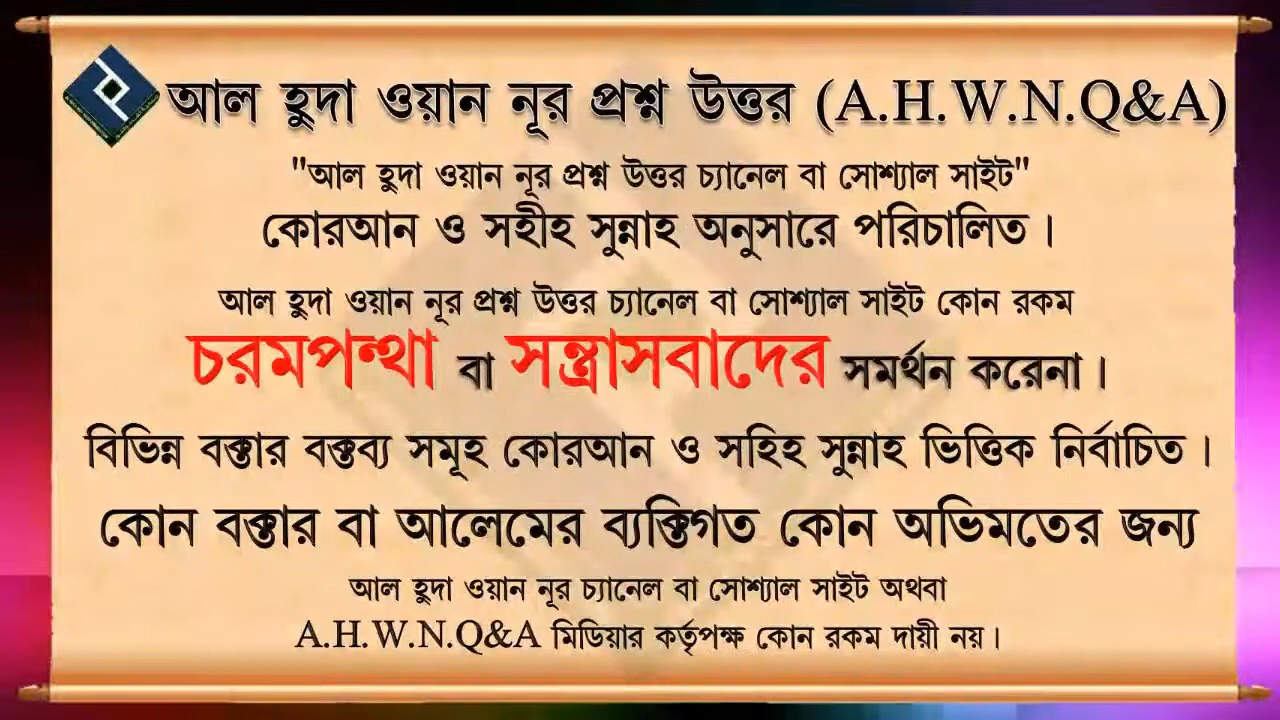 আল হুদা ওয়ান নূর প্রশ্ন উত্তর (A.H.W.N.Q&A)
"আল হুদা ওয়ান নূর প্রশ্ন উত্তর চ্যানেল বা সোশ্যাল সাইট"
কোরআন ও সহীহ সুন্নাহ অনুসারে পরিচালিত।
আল হুদা ওয়ান নূর প্রশ্ন উত্তর চ্যানেল বা সোশ্যাল সাইট কোন রকম
চরমপন্থা বা সন্ত্রাসবাদের সমর্থন করেনা।
বিভিন্ন বক্তার বক্তব্য সমূহ কোরআন ও সহিহ সুন্নাহ ভিত্তিক নির্বাচিত।
কোন বক্তার বা আলেমের ব্যক্তিগত কোন অভিমতের জন্য
আল হুদা ওয়ান নূর চ্যানেল বা সোশ্যাল সাইট অথবা
A.H.W.N.Q&A মিডিয়ার কর্তৃপক্ষ কোন রকম দায়ী নয়।